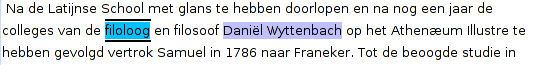 Na de Latijnse School met glans te hebben doorlopen en na nog een jaar de
colleges van de filoloog en filosoof Daniël Wyttenbach op het Athenæum Illustre te
hebben gevolgd vertrok Samuel in 1786 naar Franeker. Tot de beoogde studie in